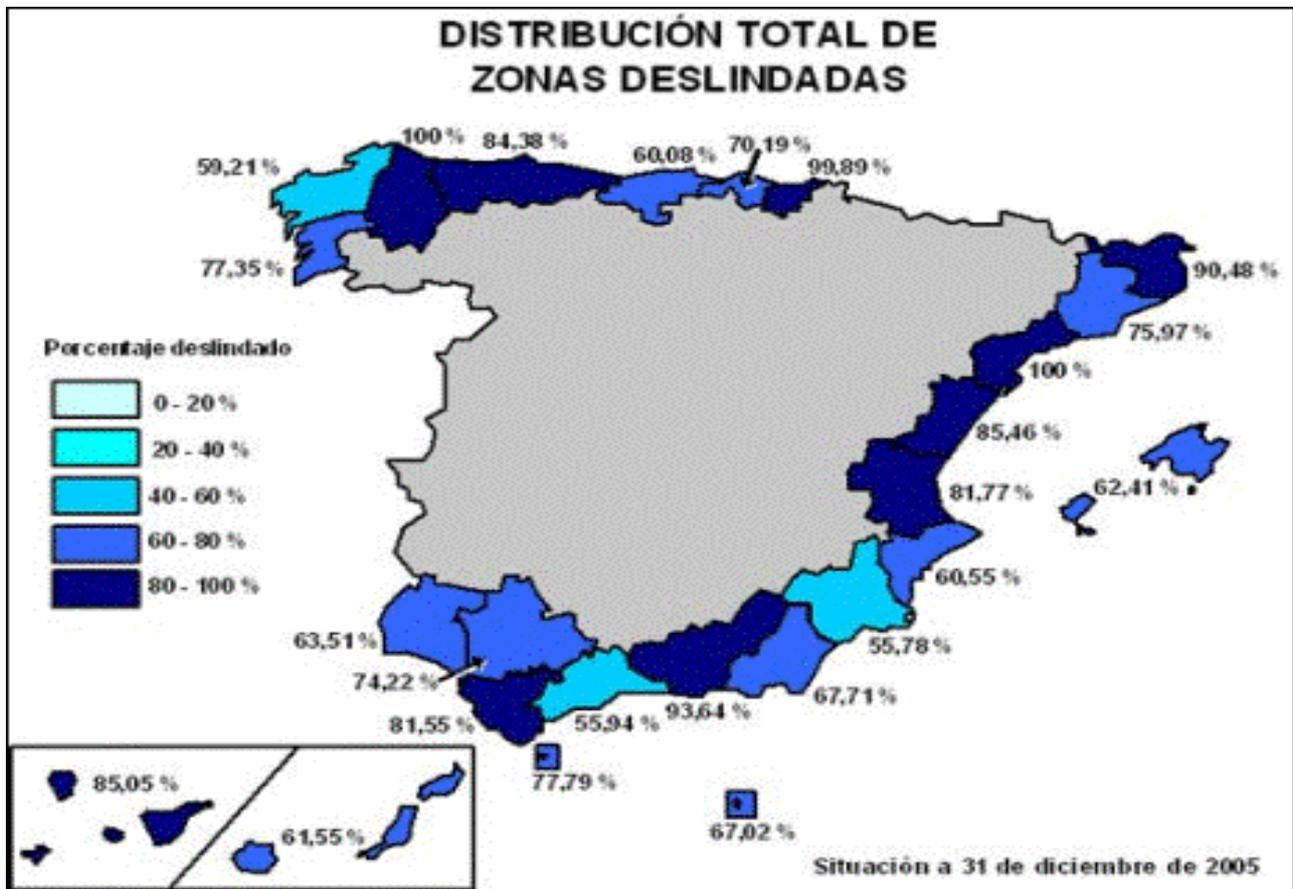 DISTRIBUCIÓN TOTAL DE
ZONAS DESLINDADAS
100 %
84,38 %
70,19 %
60,08 %
99,89 %
59,21 %
77,35 %
90,48 %
75,97 %
100 %
85,46 %
81,77 %
62,41 %
60,55 %
55,78 %
67,71 %
93,64 %
55,94 %
81,55 %
74,22 %
63,51 %
Porcentaje deslindado
0 - 20 %
20 - 40 %
40 - 60 %
60 - 80 %
80 - 100 %
85,05 %
61,55 %
77,79 %
67,02 %
Situación a 31 de diciembre de 2005